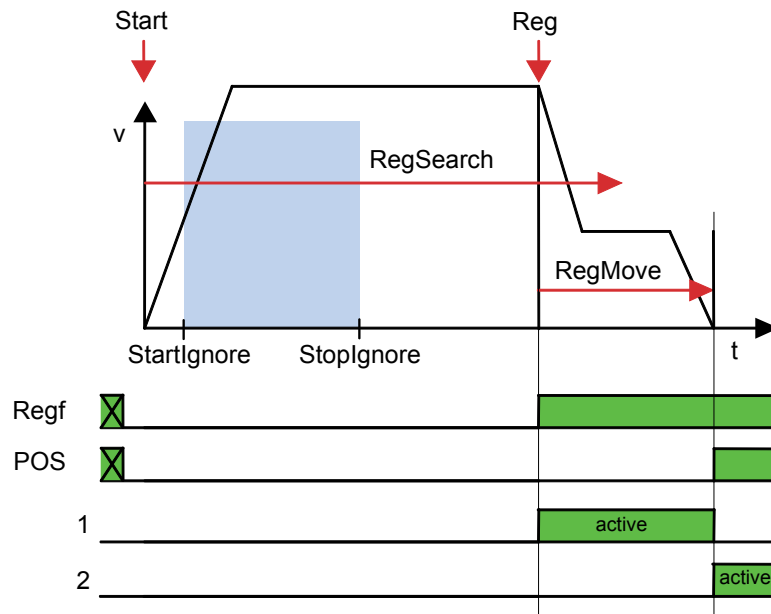 Start
Reg
v
RegSearch
RegMove
StartIgnore
StopIgnore
t
Regf
POS
1
active
2
active